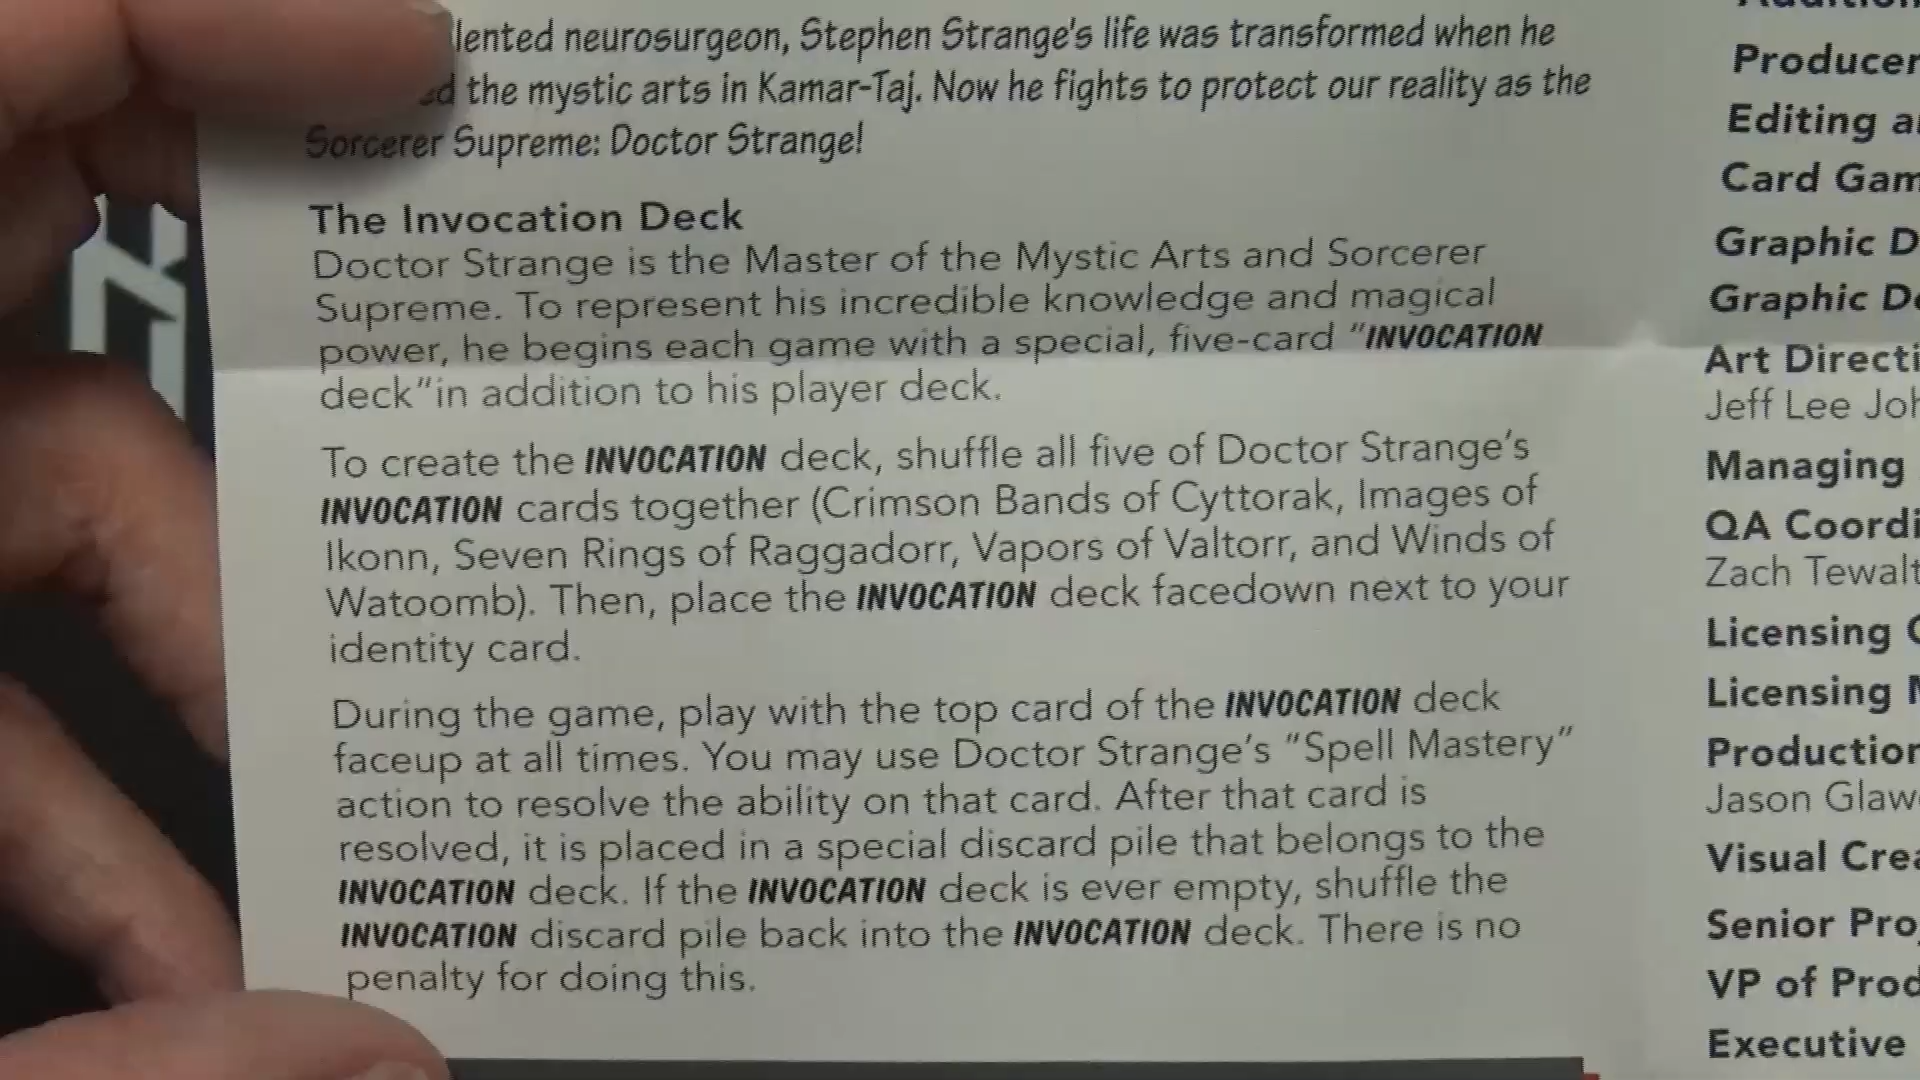 neurosurgeon, Stephen Strange's life was transformed when he
the mystic arts in Kamar-Taj. Now he fights to protect our reality as the
Sorcerer Supreme: Doctor Strange!
The Invocation Deck
Doctor Strange is the Master of the Mystic Arts and Sorcerer
Supreme. To represent his incredible knowledge and magical
power, he begins each game with a special, five-card "INVOCATION
deck"in addition to his player deck.
To create the INVOCATION deck, shuffle all five of Doctor Strange's
INVOCATION cards together (Crimson Bands of Cyttorak, Images of
Ikonn, Seven Rings of Raggadorr, Vapors of Valtorr, and Winds of
Watoomb). Then, place the INVOCATION deck facedown next to your
identity card.
During the game, play with the top card of the INVOCATION deck
faceup at all times. You may use Doctor Strange's "Spell Mastery"
action to resolve the ability on that card. After that card is
resolved, it is placed in a special discard pile that belongs to the
INVOCATION deck. If the INVOCATION deck is ever empty, shuffle the
INVOCATION discard pile back into the INVOCATION deck. There is no
penalty for doing this.
Producer
Editing
Card
Graphic
Graphic
Art
Jeff Lee
Managing
QA
Zach
Licensing
Licensing
Production
Jason
Visual
Senior
VP of
Executive